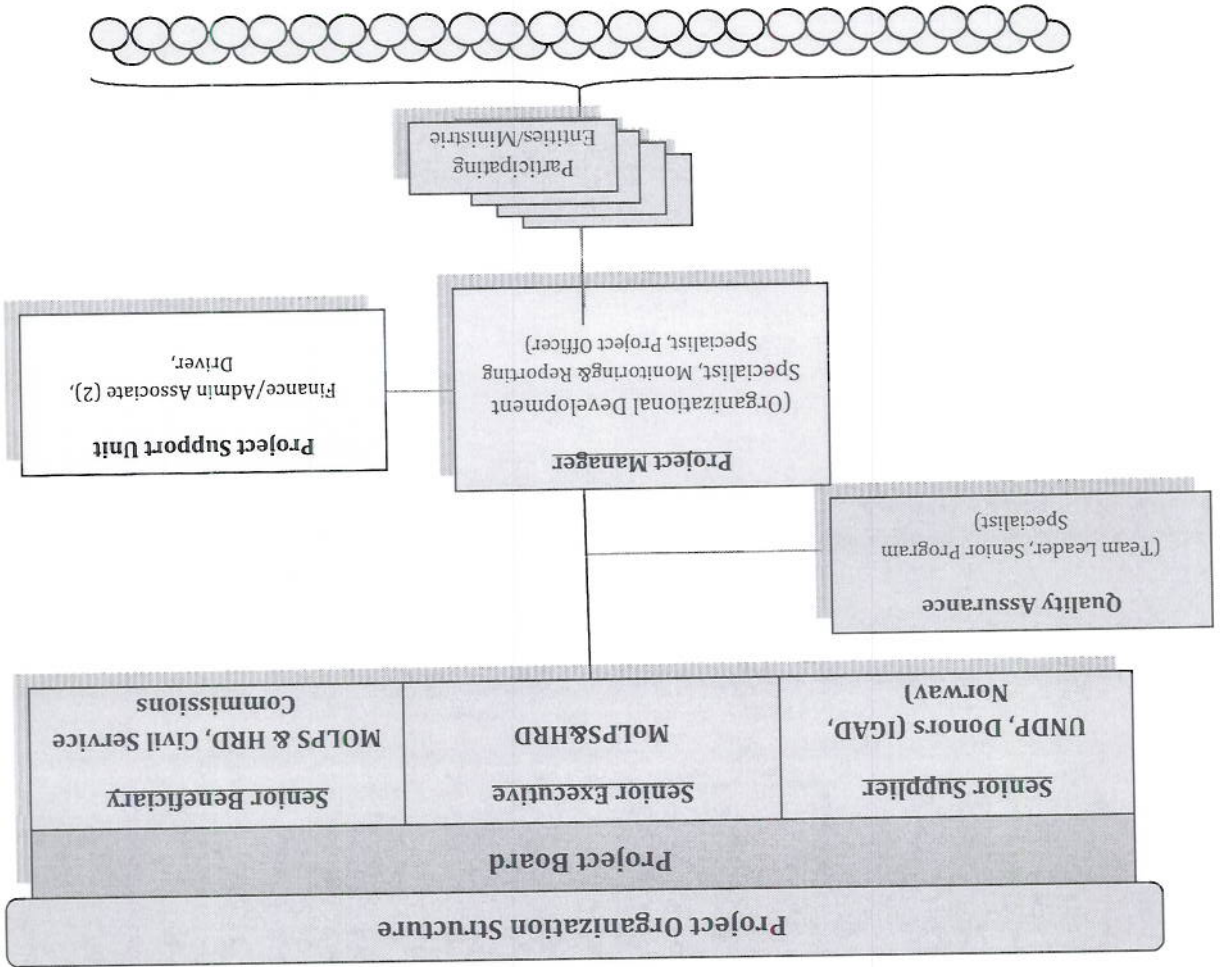 Project Organization Structure
Project Board
Senior Supplier
UNDP, Donors (IGAD,
Norway)
Senior Executive
MoLPS&HRD
Senior Beneficiary
MOLPS & HRD, Civil Service
Commissions
Quality Assurance
(Team Leader, Senior Program
Specialist)
Project Manager
(Organizational Development
Specialist, Monitoring& Reporting
Specialist, Project Officer)
Project Support Unit
Finance/Admin Associate (2),
Driver,
Participating
Entities/Ministrie